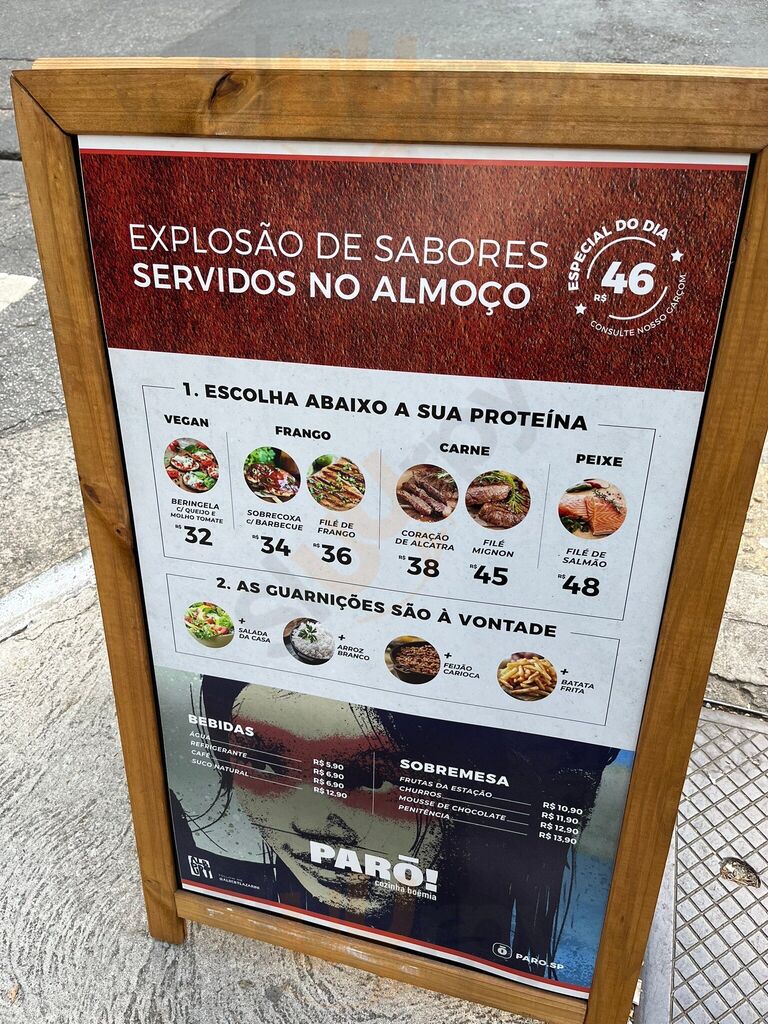 EXPLOSÃO DE SABORES
SERVIDOS NO ALMOÇO
ESPECIAL DO DIA
R$ 46
CONSULTE NOSSO GARÇOM
1. ESCOLHA ABAIXO A SUA PROTEÍNA
VEGAN
BERINGELA
C/ QUEIJO E
MOLHO TOMATE
R$ 32
FRANGO
SOBRECOXA
C/ BARBECUE
R$ 34
FILÉ DE
FRANGO
R$ 36
CARNE
CORAÇÃO
DE ALCATRA
R$ 38
FILÉ
MIGNON
R$ 45
PEIXE
FILÉ DE
SALMÃO
R$ 48
2. AS GUARNIÇÕES SÃO À VONTADE
+ SALADA
DA CASA
+ ARROZ
BRANCO
+ FEIJÃO
CARIOCA
+ BATATA
FRITA
BEBIDAS
ÁGUA R$ 5,90
REFRIGERANTE R$ 6,90
CAFÉ R$ 6,90
SUCO NATURAL R$ 12,90
SOBREMESA
FRUTAS DA ESTAÇÃO R$ 10,90
CHURROS R$ 11,90
MOUSSE DE CHOCOLATE R$ 12,90
PENITÊNCIA R$ 13,90
PARÔ!
cozinha boêmia
PARO.SP